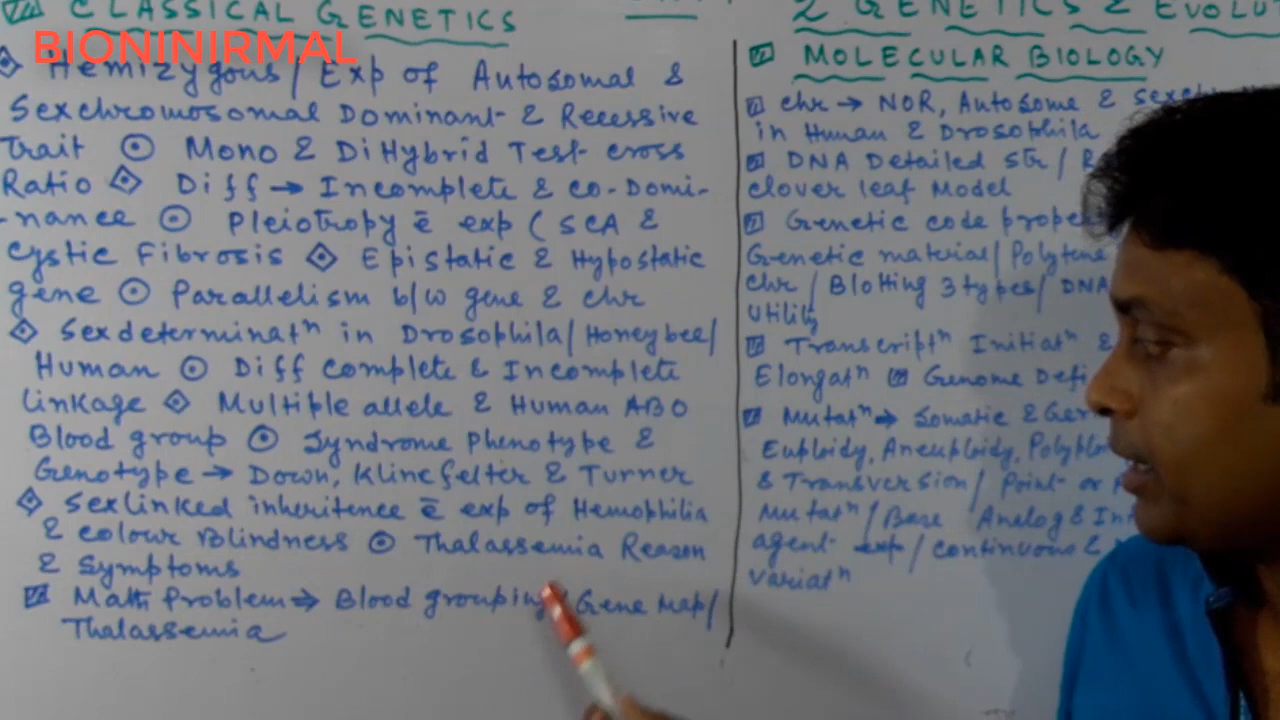 CLASSICAL GENETICS
BIONINIRMAL
Hemizygous / Exp of Autosomal &
Sexchromosomal Dominant & Recessive
Trait ⊙ Mono & DiHybrid Test cross
Ratio ◈ Diff → Incomplete & co-Domi-
-nance ⊙ Pleiotropy c̄ exp ( SCA &
cystic Fibrosis ◈ Epistatic & Hypostatic
gene ⊙ Parallelism b/w gene & chr
◈ Sexdeterminatⁿ in Drosophila/Honeybee/
Human ⊙ Diff complete & Incomplete
linkage ◈ Multiple allele & Human ABO
Blood group ⊙ Syndrome Phenotype &
Genotype → Down, Klinefelter & Turner
◈ Sexlinked inheritence c̄ exp of Hemophilia
& colour Blindness ⊙ Thalassemia Reason
& Symptoms
Math Problem ⇒ Blood grouping Gene Map/
Thalassemia
& GENETICS & EVOLU
MOLECULAR BIOLOGY
chr → NOR, Autosome &
in Human & Drosophila
DNA Detailed Str /
clover leaf Model
Genetic code
Genetic material/ Polytene
chr / Blotting 3 types/ DNA
utility
Transcriptⁿ Initiatⁿ &
Elongatⁿ Genome
Mutatⁿ → Somatic &
Euploidy, Aneuploidy,
& Transversion / Point or
Mutatⁿ / Base Analog &
agent exp / continuous &
variatⁿ